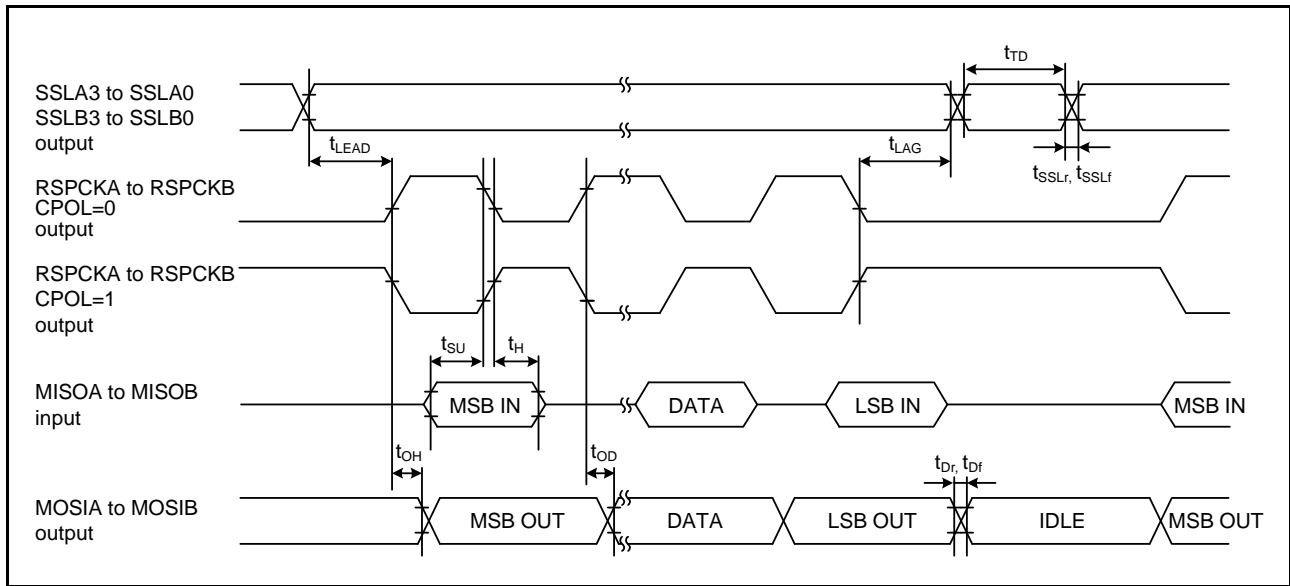 SSLA3 to SSLA0
SSLB3 to SSLB0
output
tTD
tLEAD
tLAG
tSSLr, tSSLf
RSPCKA to RSPCKB
CPOL=0
output
RSPCKA to RSPCKB
CPOL=1
output
tSU
tH
MISOA to MISOB
input
MSB IN
DATA
LSB IN
MSB IN
tOH
tOD
tDr, tDf
MOSIA to MOSIB
output
MSB OUT
DATA
LSB OUT
IDLE
MSB OUT